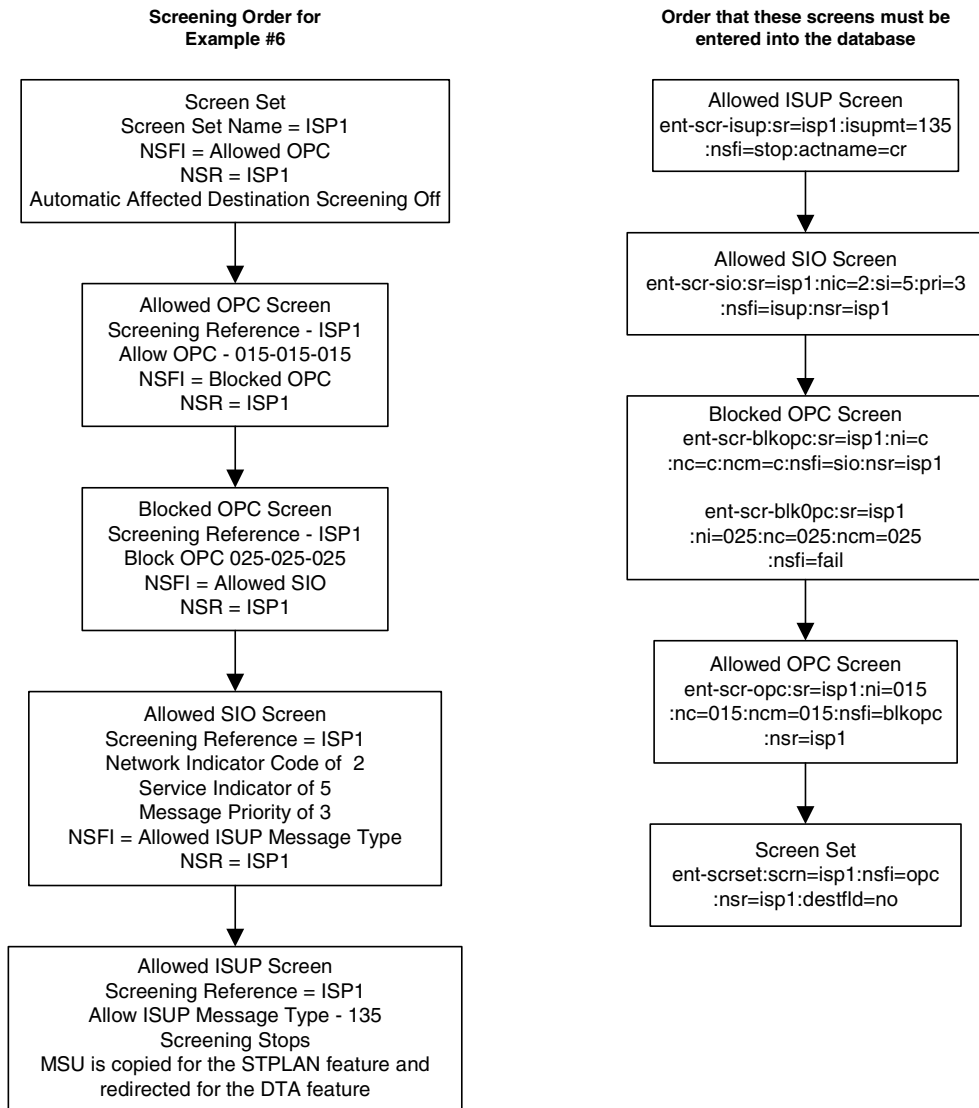 Screening Order for
Example #6
Screen Set
Screen Set Name = ISP1
NSFI = Allowed OPC
NSR = ISP1
Automatic Affected Destination Screening Off
Allowed OPC Screen
Screening Reference - ISP1
Allow OPC - 015-015-015
NSFI = Blocked OPC
NSR = ISP1
Blocked OPC Screen
Screening Reference - ISP1
Block OPC 025-025-025
NSFI = Allowed SIO
NSR = ISP1
Allowed SIO Screen
Screening Reference = ISP1
Network Indicator Code of 2
Service Indicator of 5
Message Priority of 3
NSFI = Allowed ISUP Message Type
NSR = ISP1
Allowed ISUP Screen
Screening Reference = ISP1
Allow ISUP Message Type - 135
Screening Stops
MSU is copied for the STPLAN feature and
redirected for the DTA feature
Order that these screens must be
entered into the database
Allowed ISUP Screen
ent-scr-isup:sr=isp1:isupmt=135
:nsfi=stop:actname=cr
Allowed SIO Screen
ent-scr-sio:sr=isp1:nic=2:si=5:pri=3
:nsfi=isup:nsr=isp1
Blocked OPC Screen
ent-scr-blkopc:sr=isp1:ni=c
:nc=c:ncm=c:nsfi=sio:nsr=isp1
ent-scr-blk0pc:sr=isp1
:ni=025:nc=025:ncm=025
:nsfi=fail
Allowed OPC Screen
ent-scr-opc:sr=isp1:ni=015
:nc=015:ncm=015:nsfi=blkopc
:nsr=isp1
Screen Set
ent-scrset:scrn=isp1:nsfi=opc
:nsr=isp1:destfld=no